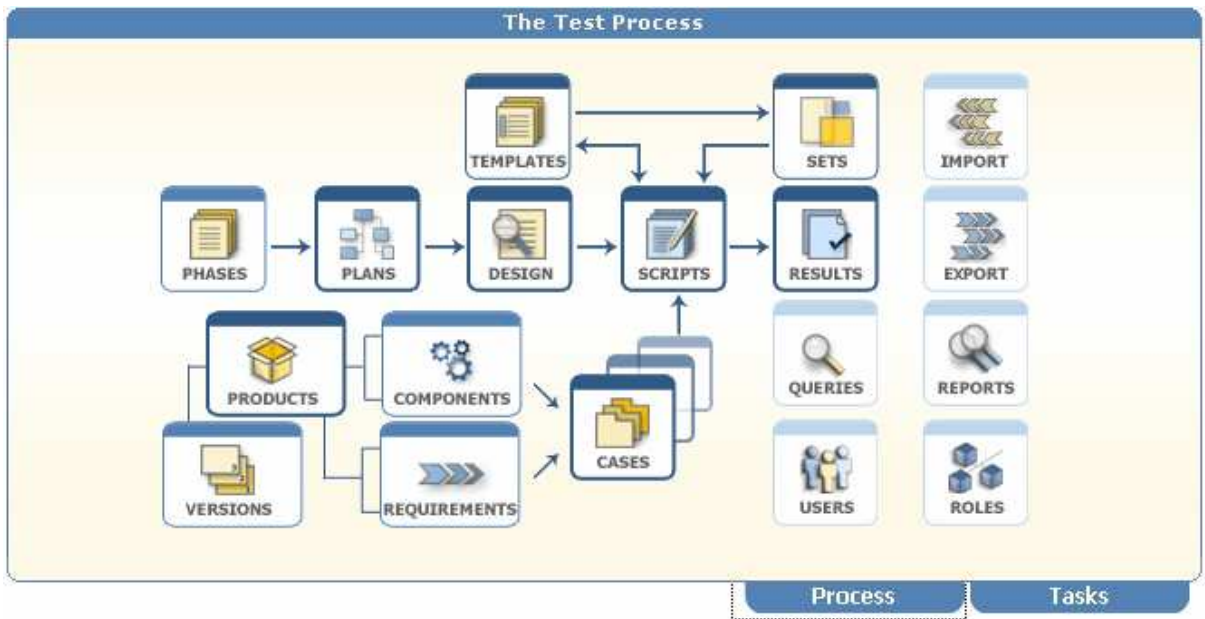 The Test Process
TEMPLATES
SETS
IMPORT
PHASES
PLANS
DESIGN
SCRIPTS
RESULTS
EXPORT
PRODUCTS
COMPONENTS
QUERIES
REPORTS
VERSIONS
REQUIREMENTS
CASES
USERS
ROLES
Process
Tasks